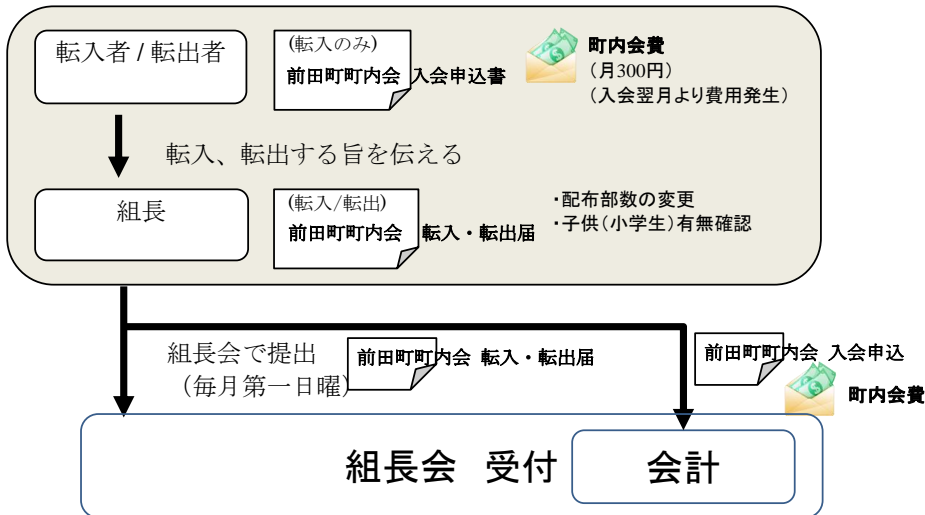 転入者 / 転出者
(転入のみ)
前田町町内会 入会申込書
町内会費
(月300円)
(入会翌月より費用発生)
転入、転出する旨を伝える
組長
(転入/転出)
前田町町内会 転入・転出届
・配布部数の変更
・子供(小学生)有無確認
組長会で提出
(毎月第一日曜)
前田町町内会 転入・転出届
前田町町内会 入会申込
町内会費
組長会 受付
会計